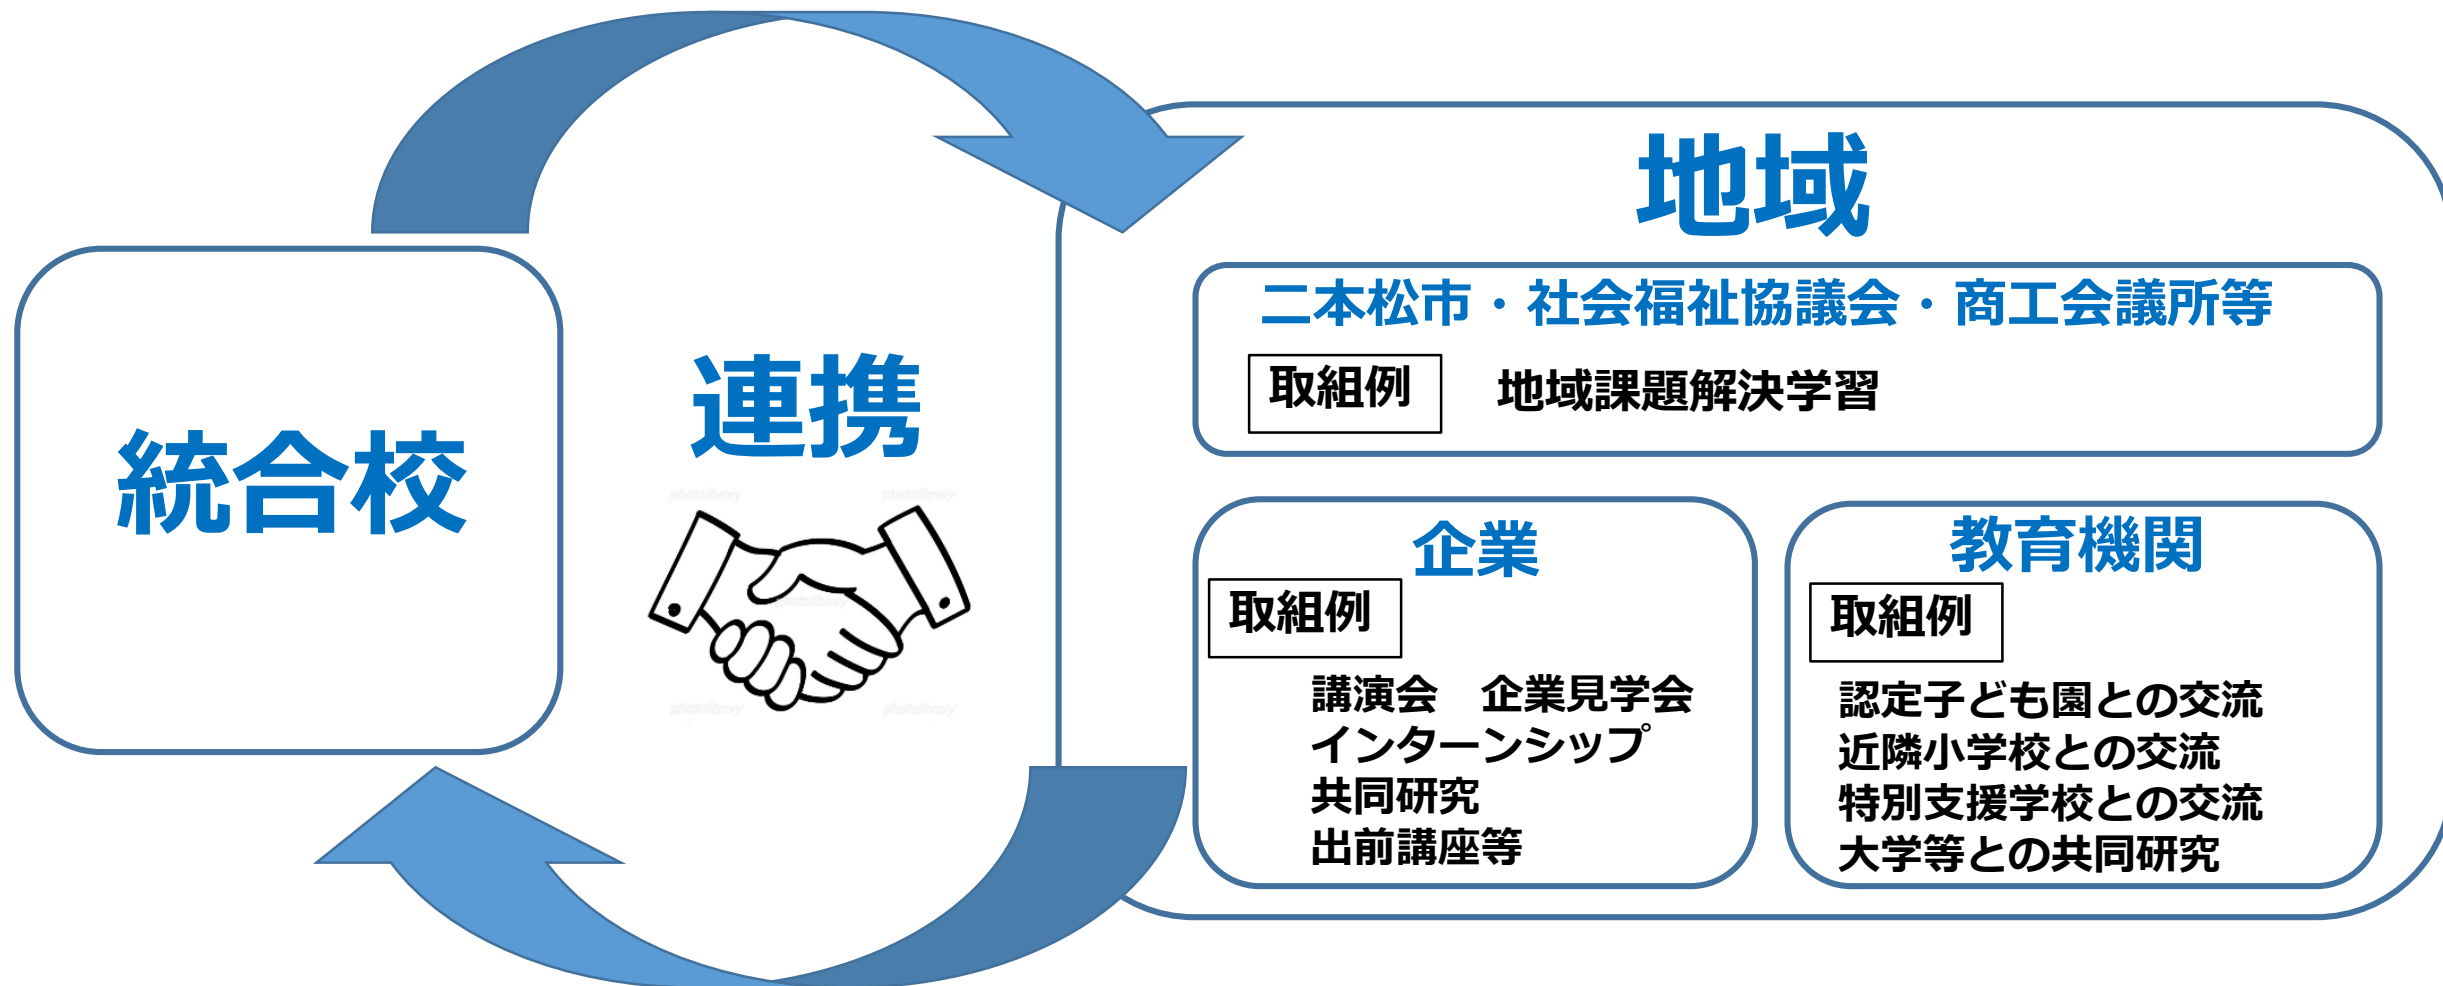 統合校
連携
photolibrary photolibrary
photolibrary
photolibrary photolibrary
地域
二本松市・社会福祉協議会・商工会議所等
取組例 地域課題解決学習
企業
取組例
講演会 企業見学会
インターンシップ
共同研究
出前講座等
教育機関
取組例
認定子ども園との交流
近隣小学校との交流
特別支援学校との交流
大学等との共同研究